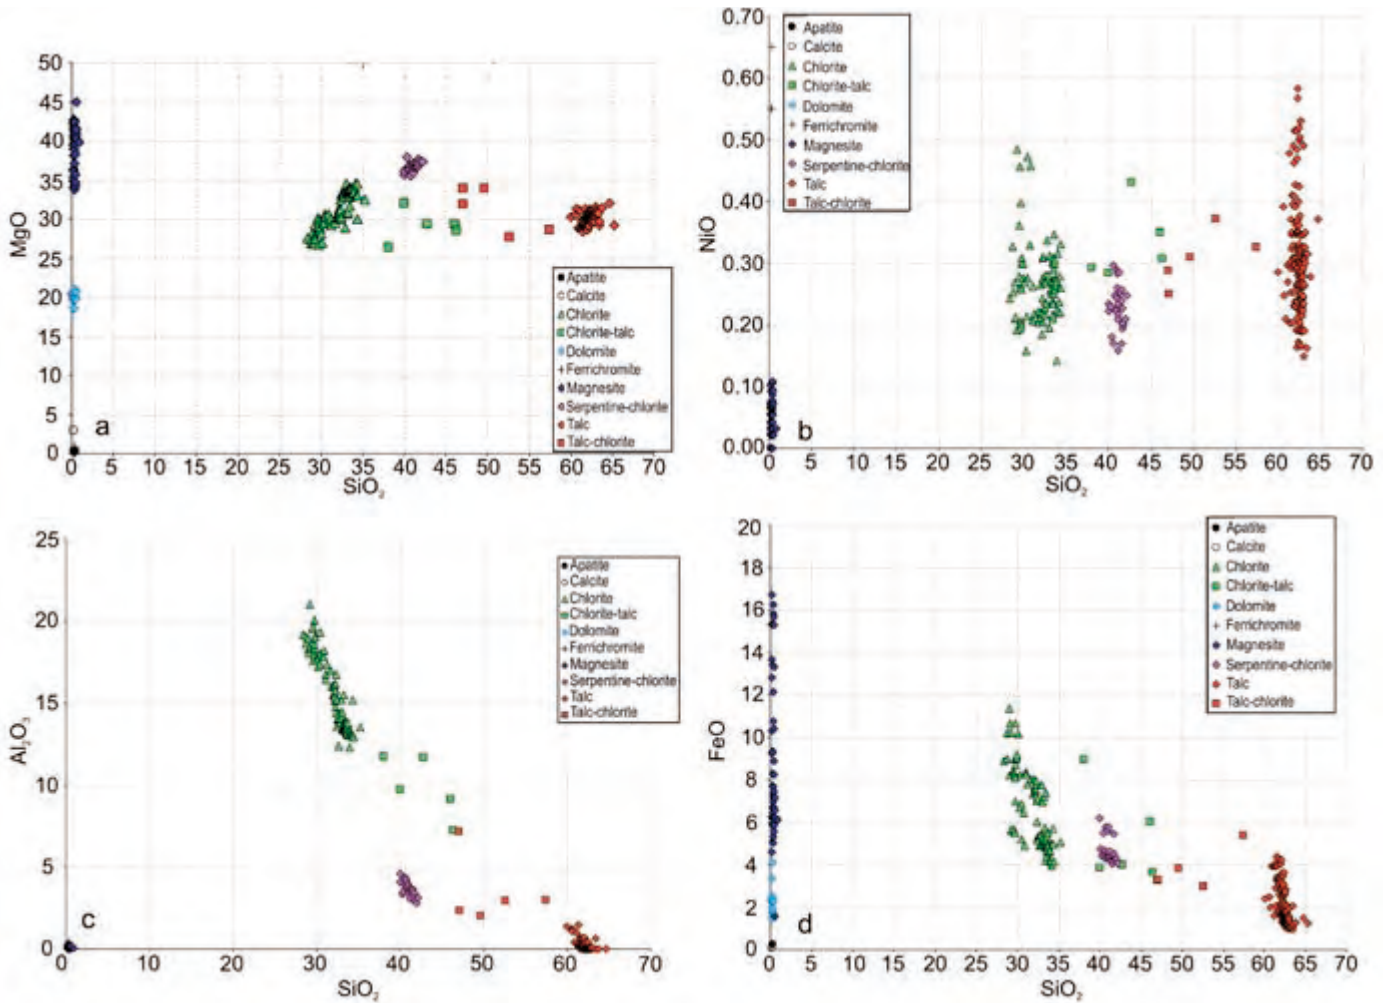 50
45
40
35
30
25
20
15
10
5
0
MgO
a
0 5 10 15 20 25 30 35 40 45 50 55 60 65 70
SiO₂
Apatite
Calcite
Chlorite
Chlorite-talc
Dolomite
Ferrichromite
Magnesite
Serpentine-chlorite
Talc
Talc-chlorite
0.70
0.60
0.50
0.40
0.30
0.20
0.10
0.00
NiO
b
0 5 10 15 20 25 30 35 40 45 50 55 60 65 70
SiO₂
Apatite
Calcite
Chlorite
Chlorite-talc
Dolomite
Ferrichromite
Magnesite
Serpentine-chlorite
Talc
Talc-chlorite
25
20
15
10
5
0
Al₂O₃
c
0 10 20 30 40 50 60 70
SiO₂
Apatite
Calcite
Chlorite
Chlorite-talc
Dolomite
Ferrichromite
Magnesite
Serpentine-chlorite
Talc
Talc-chlorite
20
18
16
14
12
10
8
6
4
2
0
FeO
d
0 5 10 15 20 25 30 35 40 45 50 55 60 65 70
SiO₂
Apatite
Calcite
Chlorite
Chlorite-talc
Dolomite
Ferrichromite
Magnesite
Serpentine-chlorite
Talc
Talc-chlorite